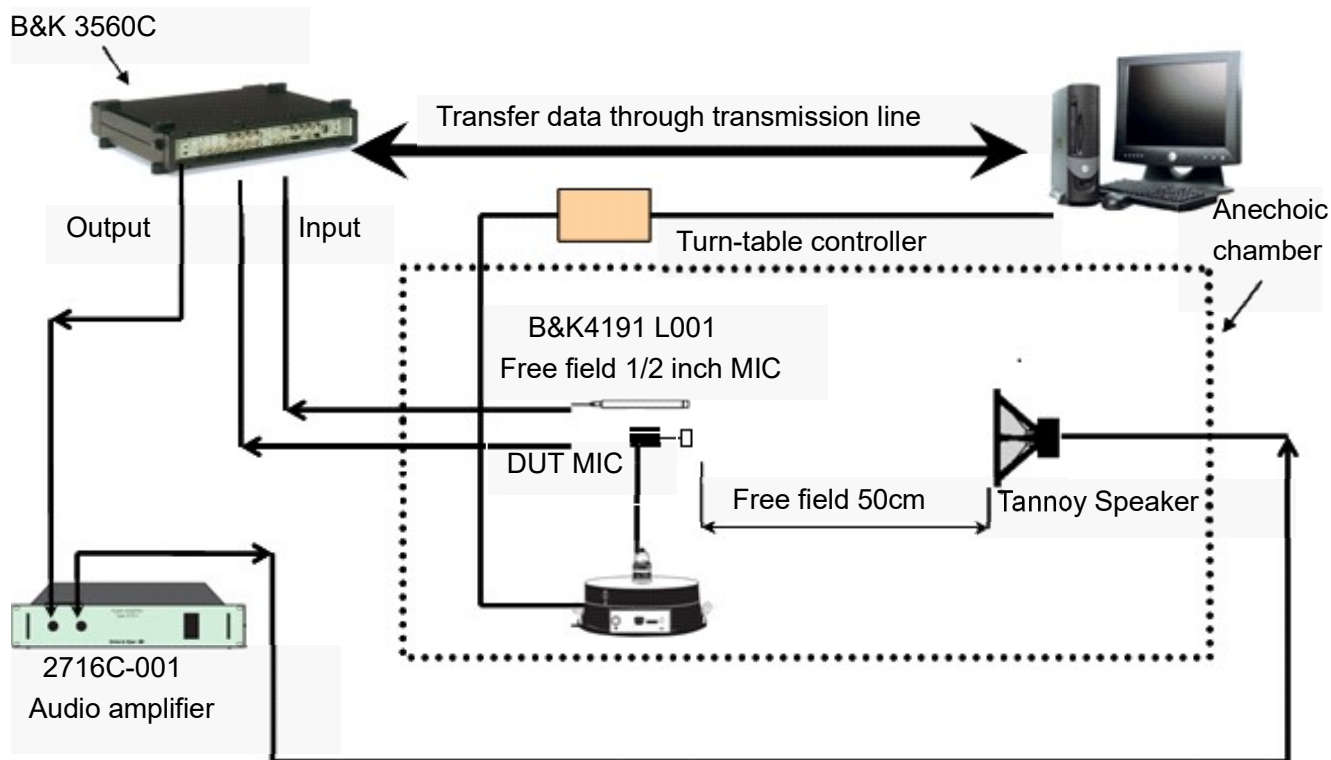 B&K 3560C
Transfer data through transmission line
Output
Input
Turn-table controller
Anechoic
chamber
B&K4191 L001
Free field 1/2 inch MIC
DUT MIC
Free field 50cm
Tannoy Speaker
2716C-001
Audio amplifier